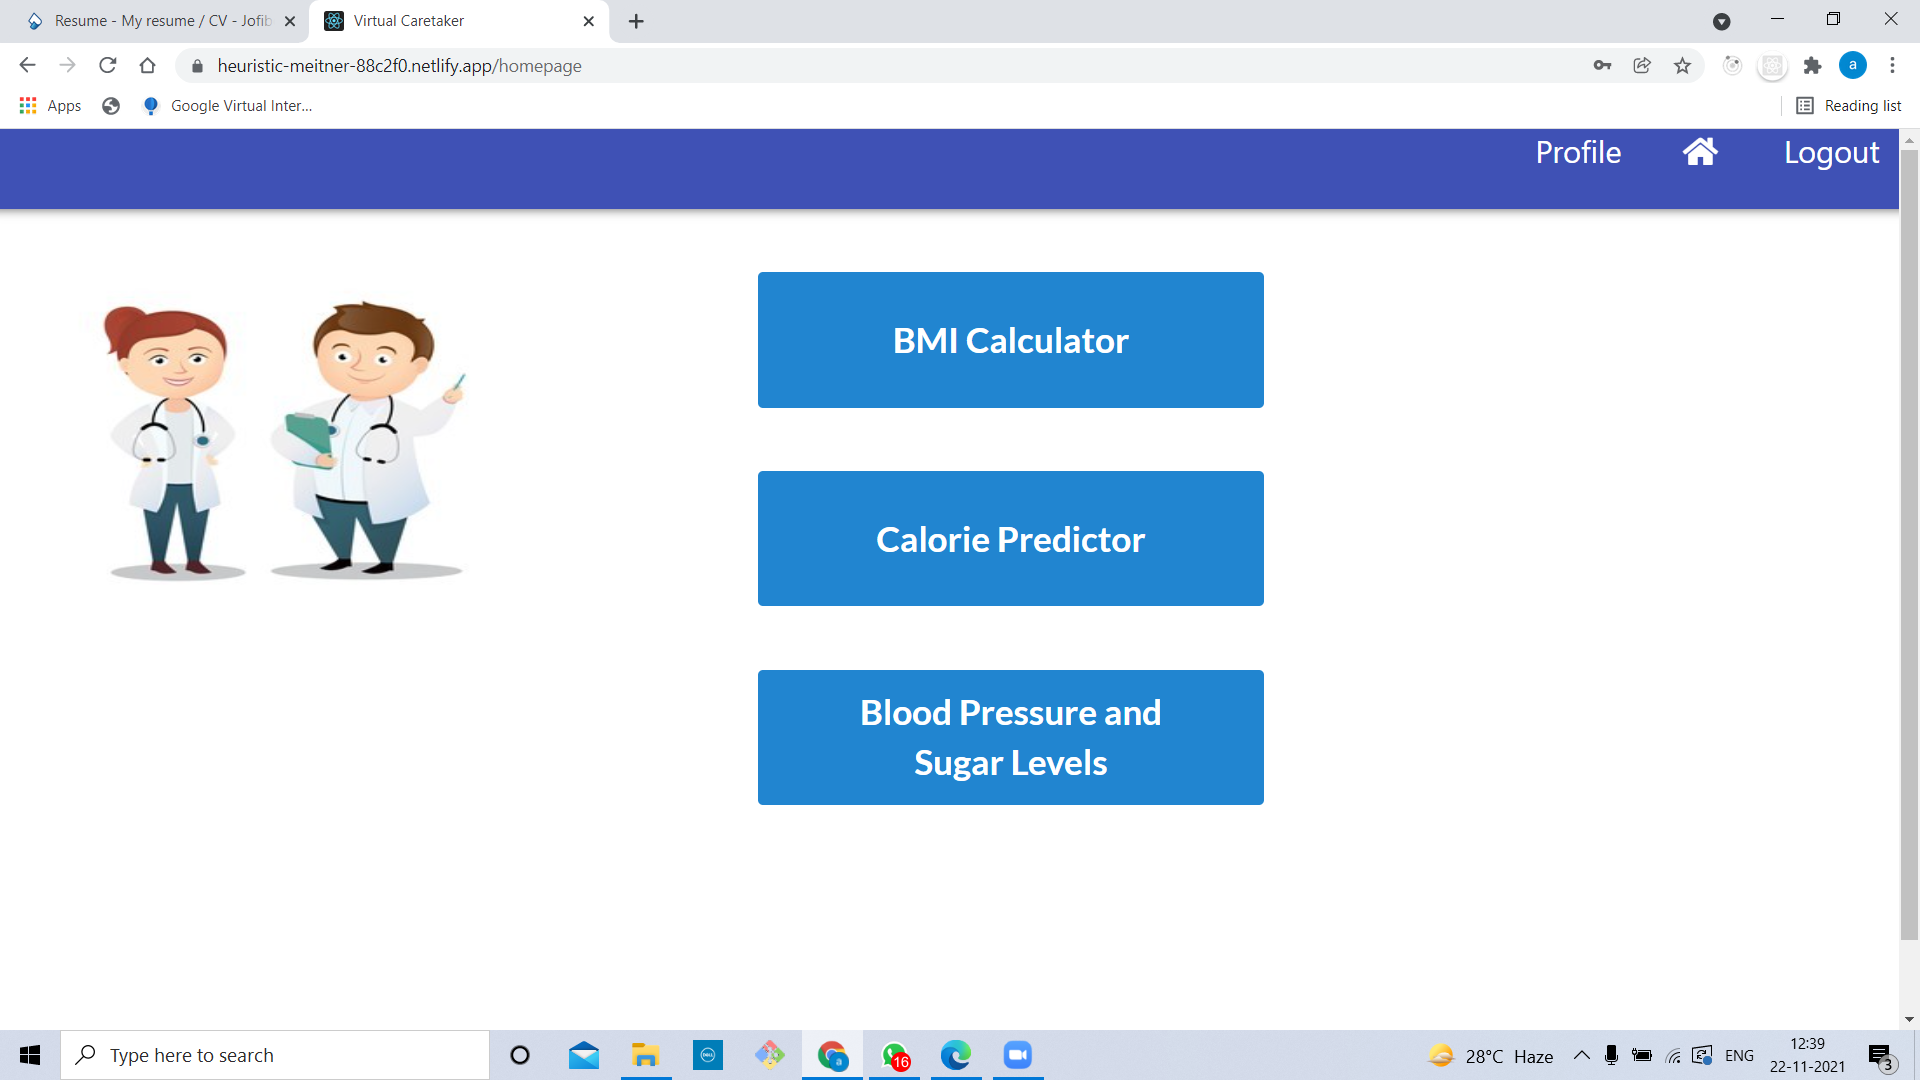 Resume - My resume / CV - Jofib
Virtual Caretaker
heuristic-meitner-88c2f0.netlify.app/homepage
a
Apps
Google Virtual Inter...
Reading list
Profile
Logout
BMI Calculator
Calorie Predictor
Blood Pressure and
Sugar Levels
Type here to search
DELL
a
16
28°C Haze
ENG
12:39
22-11-2021
3